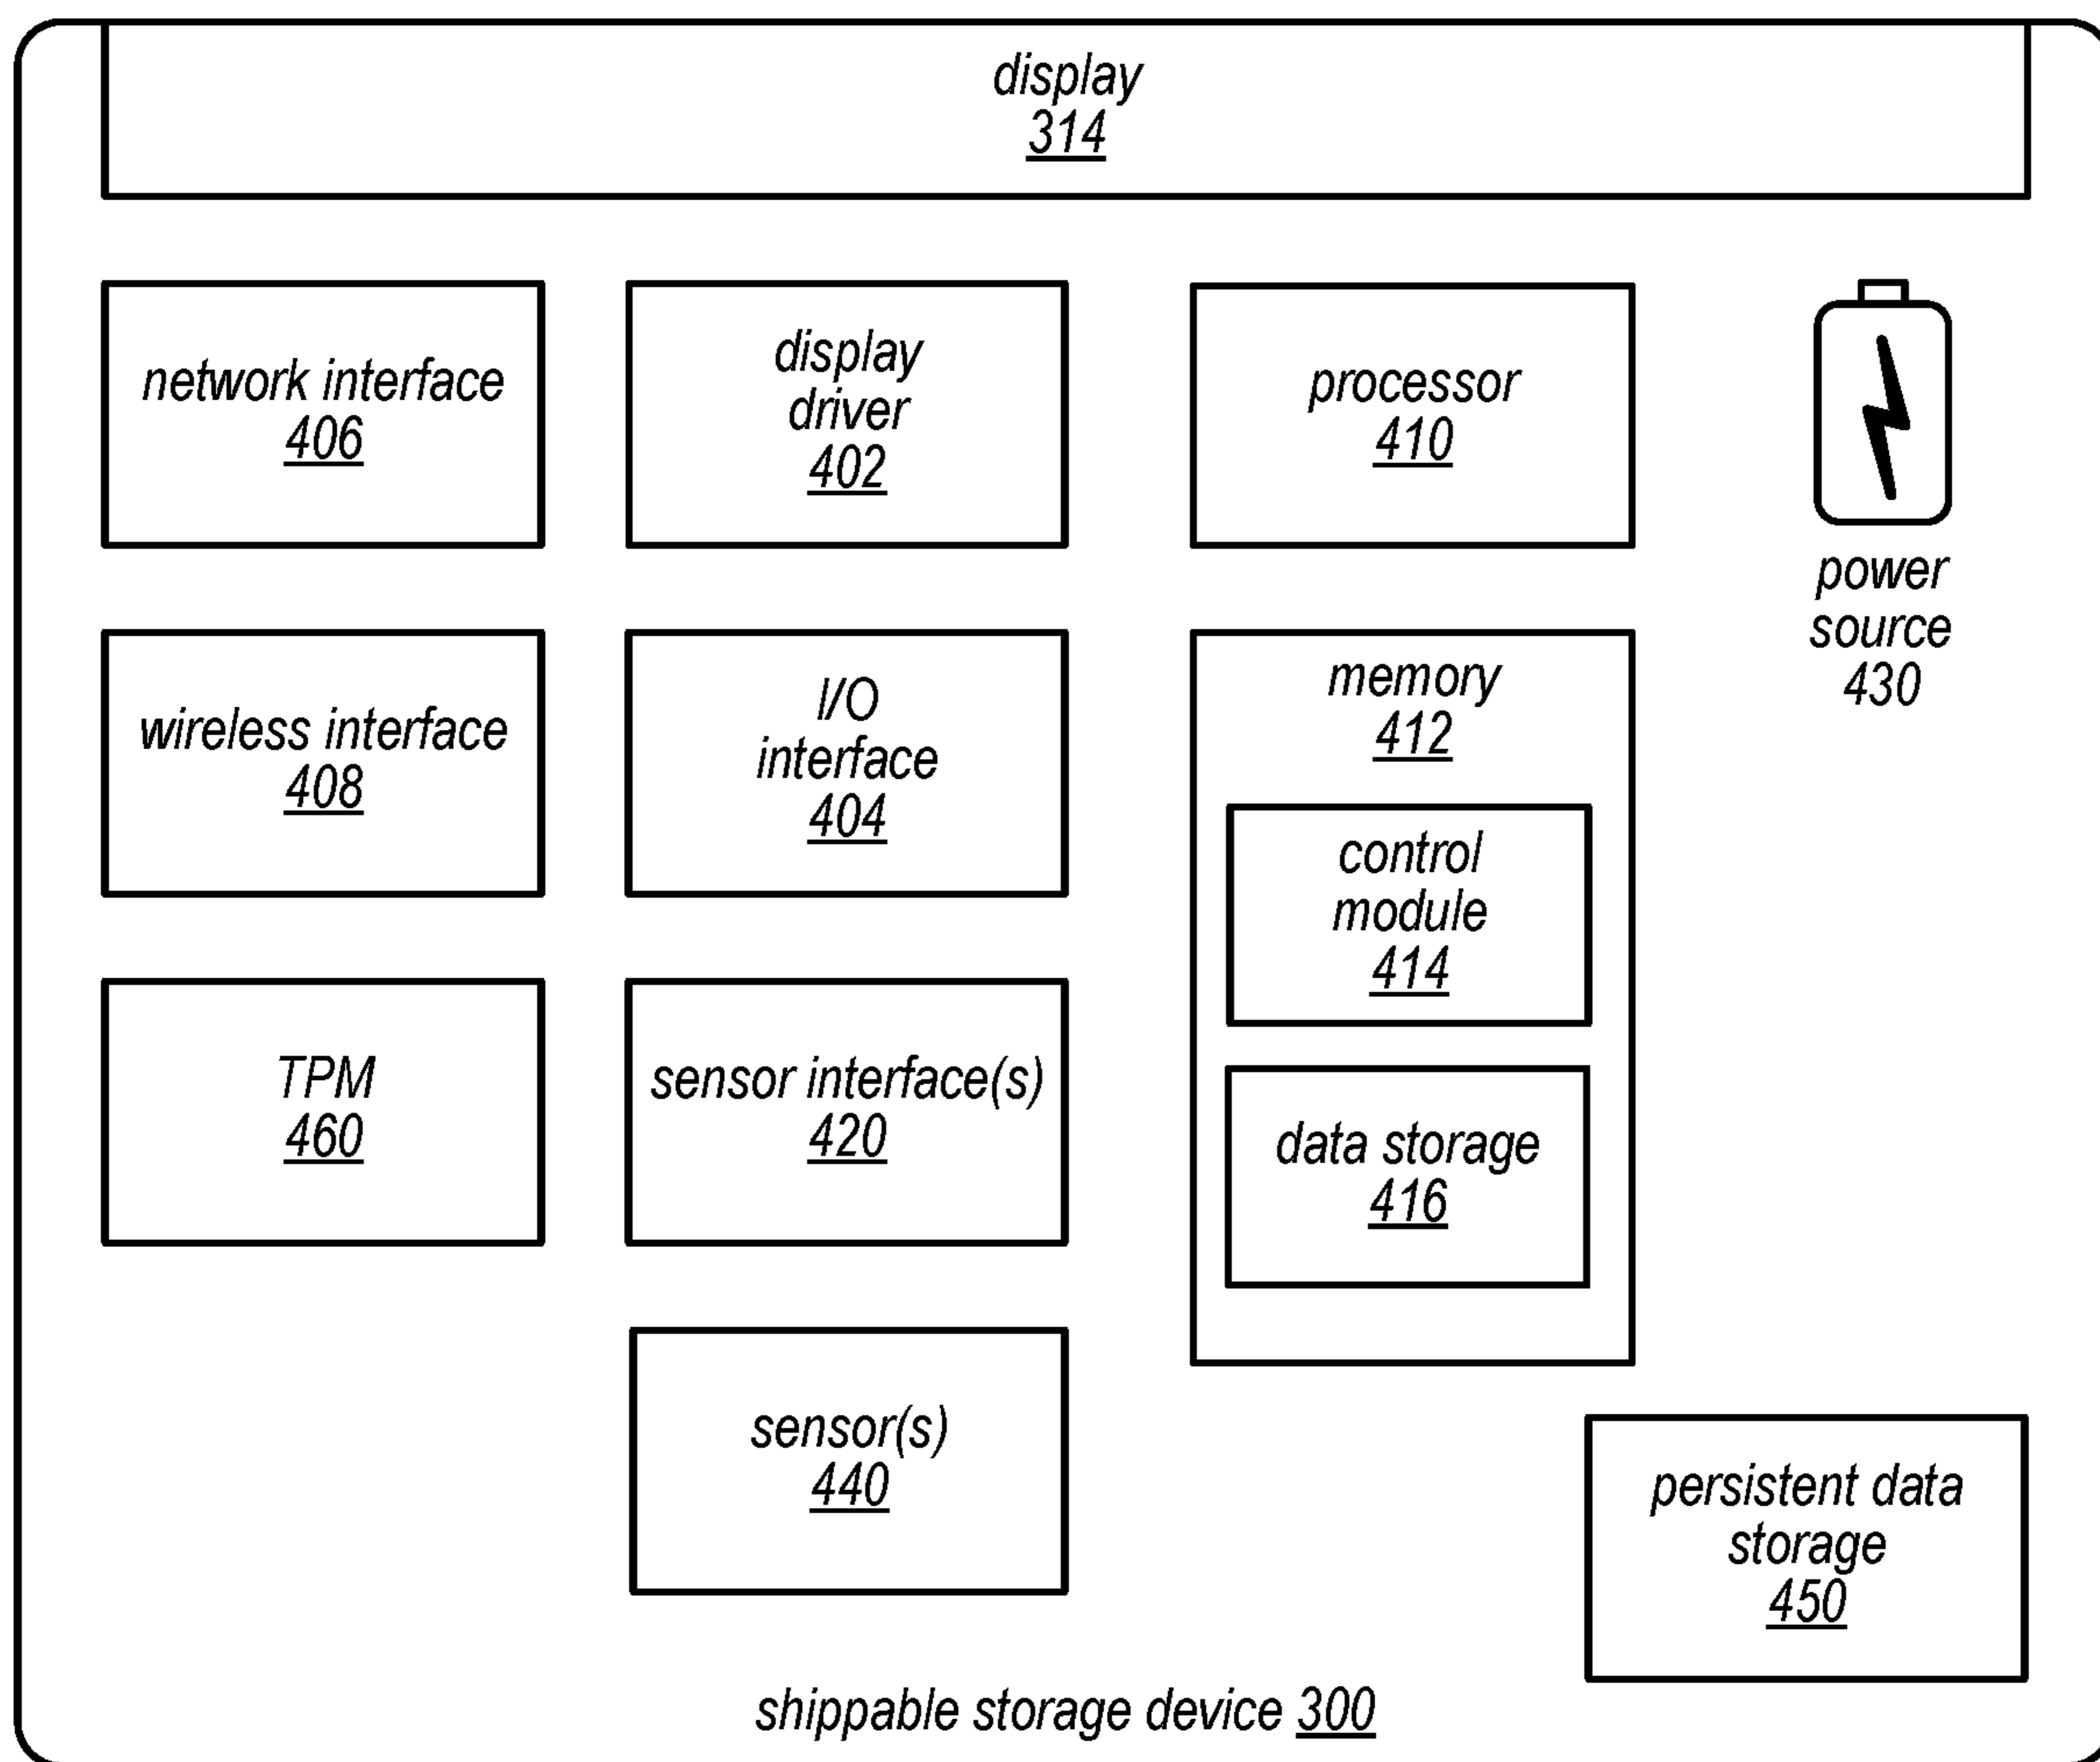 display
314
network interface
406
display
driver
402
processor
410
power
source
430
wireless interface
408
I/O
interface
404
memory
412
control
module
414
data storage
416
TPM
460
sensor interface(s)
420
sensor(s)
440
persistent data
storage
450
shippable storage device 300